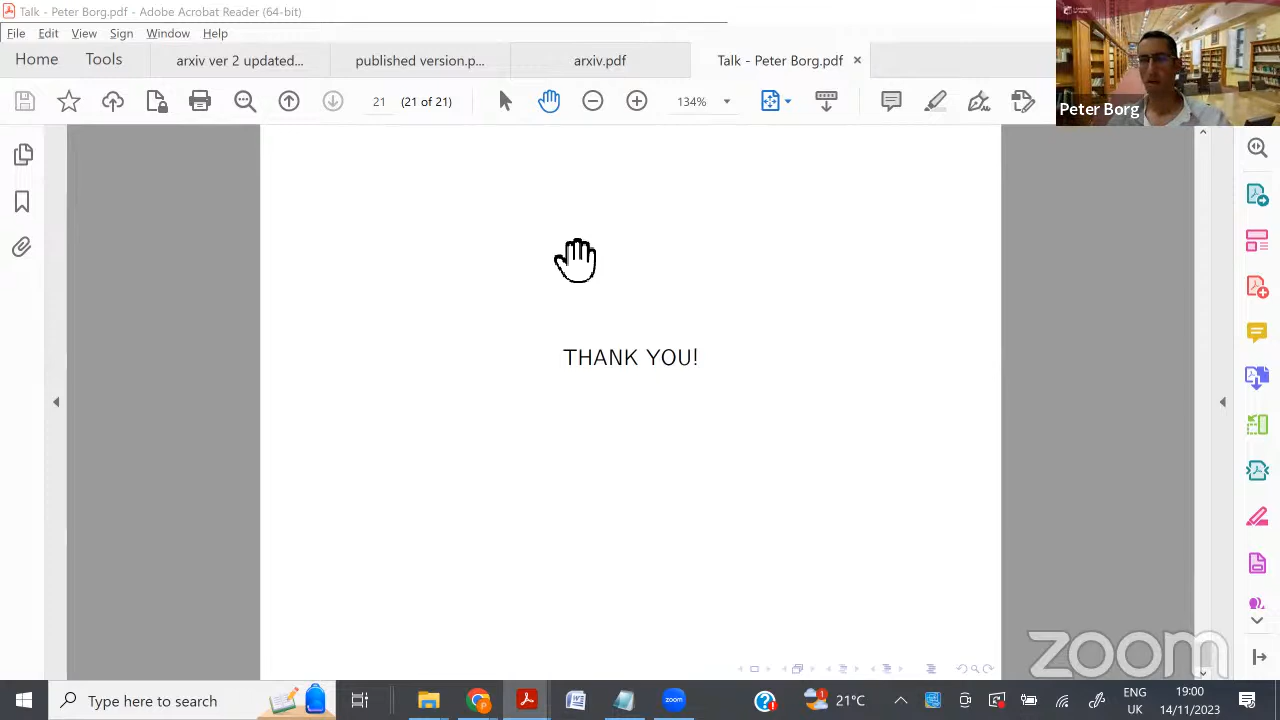 Talk - Peter Borg.pdf - Adobe Acrobat Reader (64-bit)
File Edit View Sign Window Help
Home Tools arxiv ver 2 updated... published version.p... arxiv.pdf Talk - Peter Borg.pdf ×
21 (21 of 21) 134%
Peter Borg
THANK YOU!
zoom
Type here to search
zoom
21°C
ENG
UK
19:00
14/11/2023